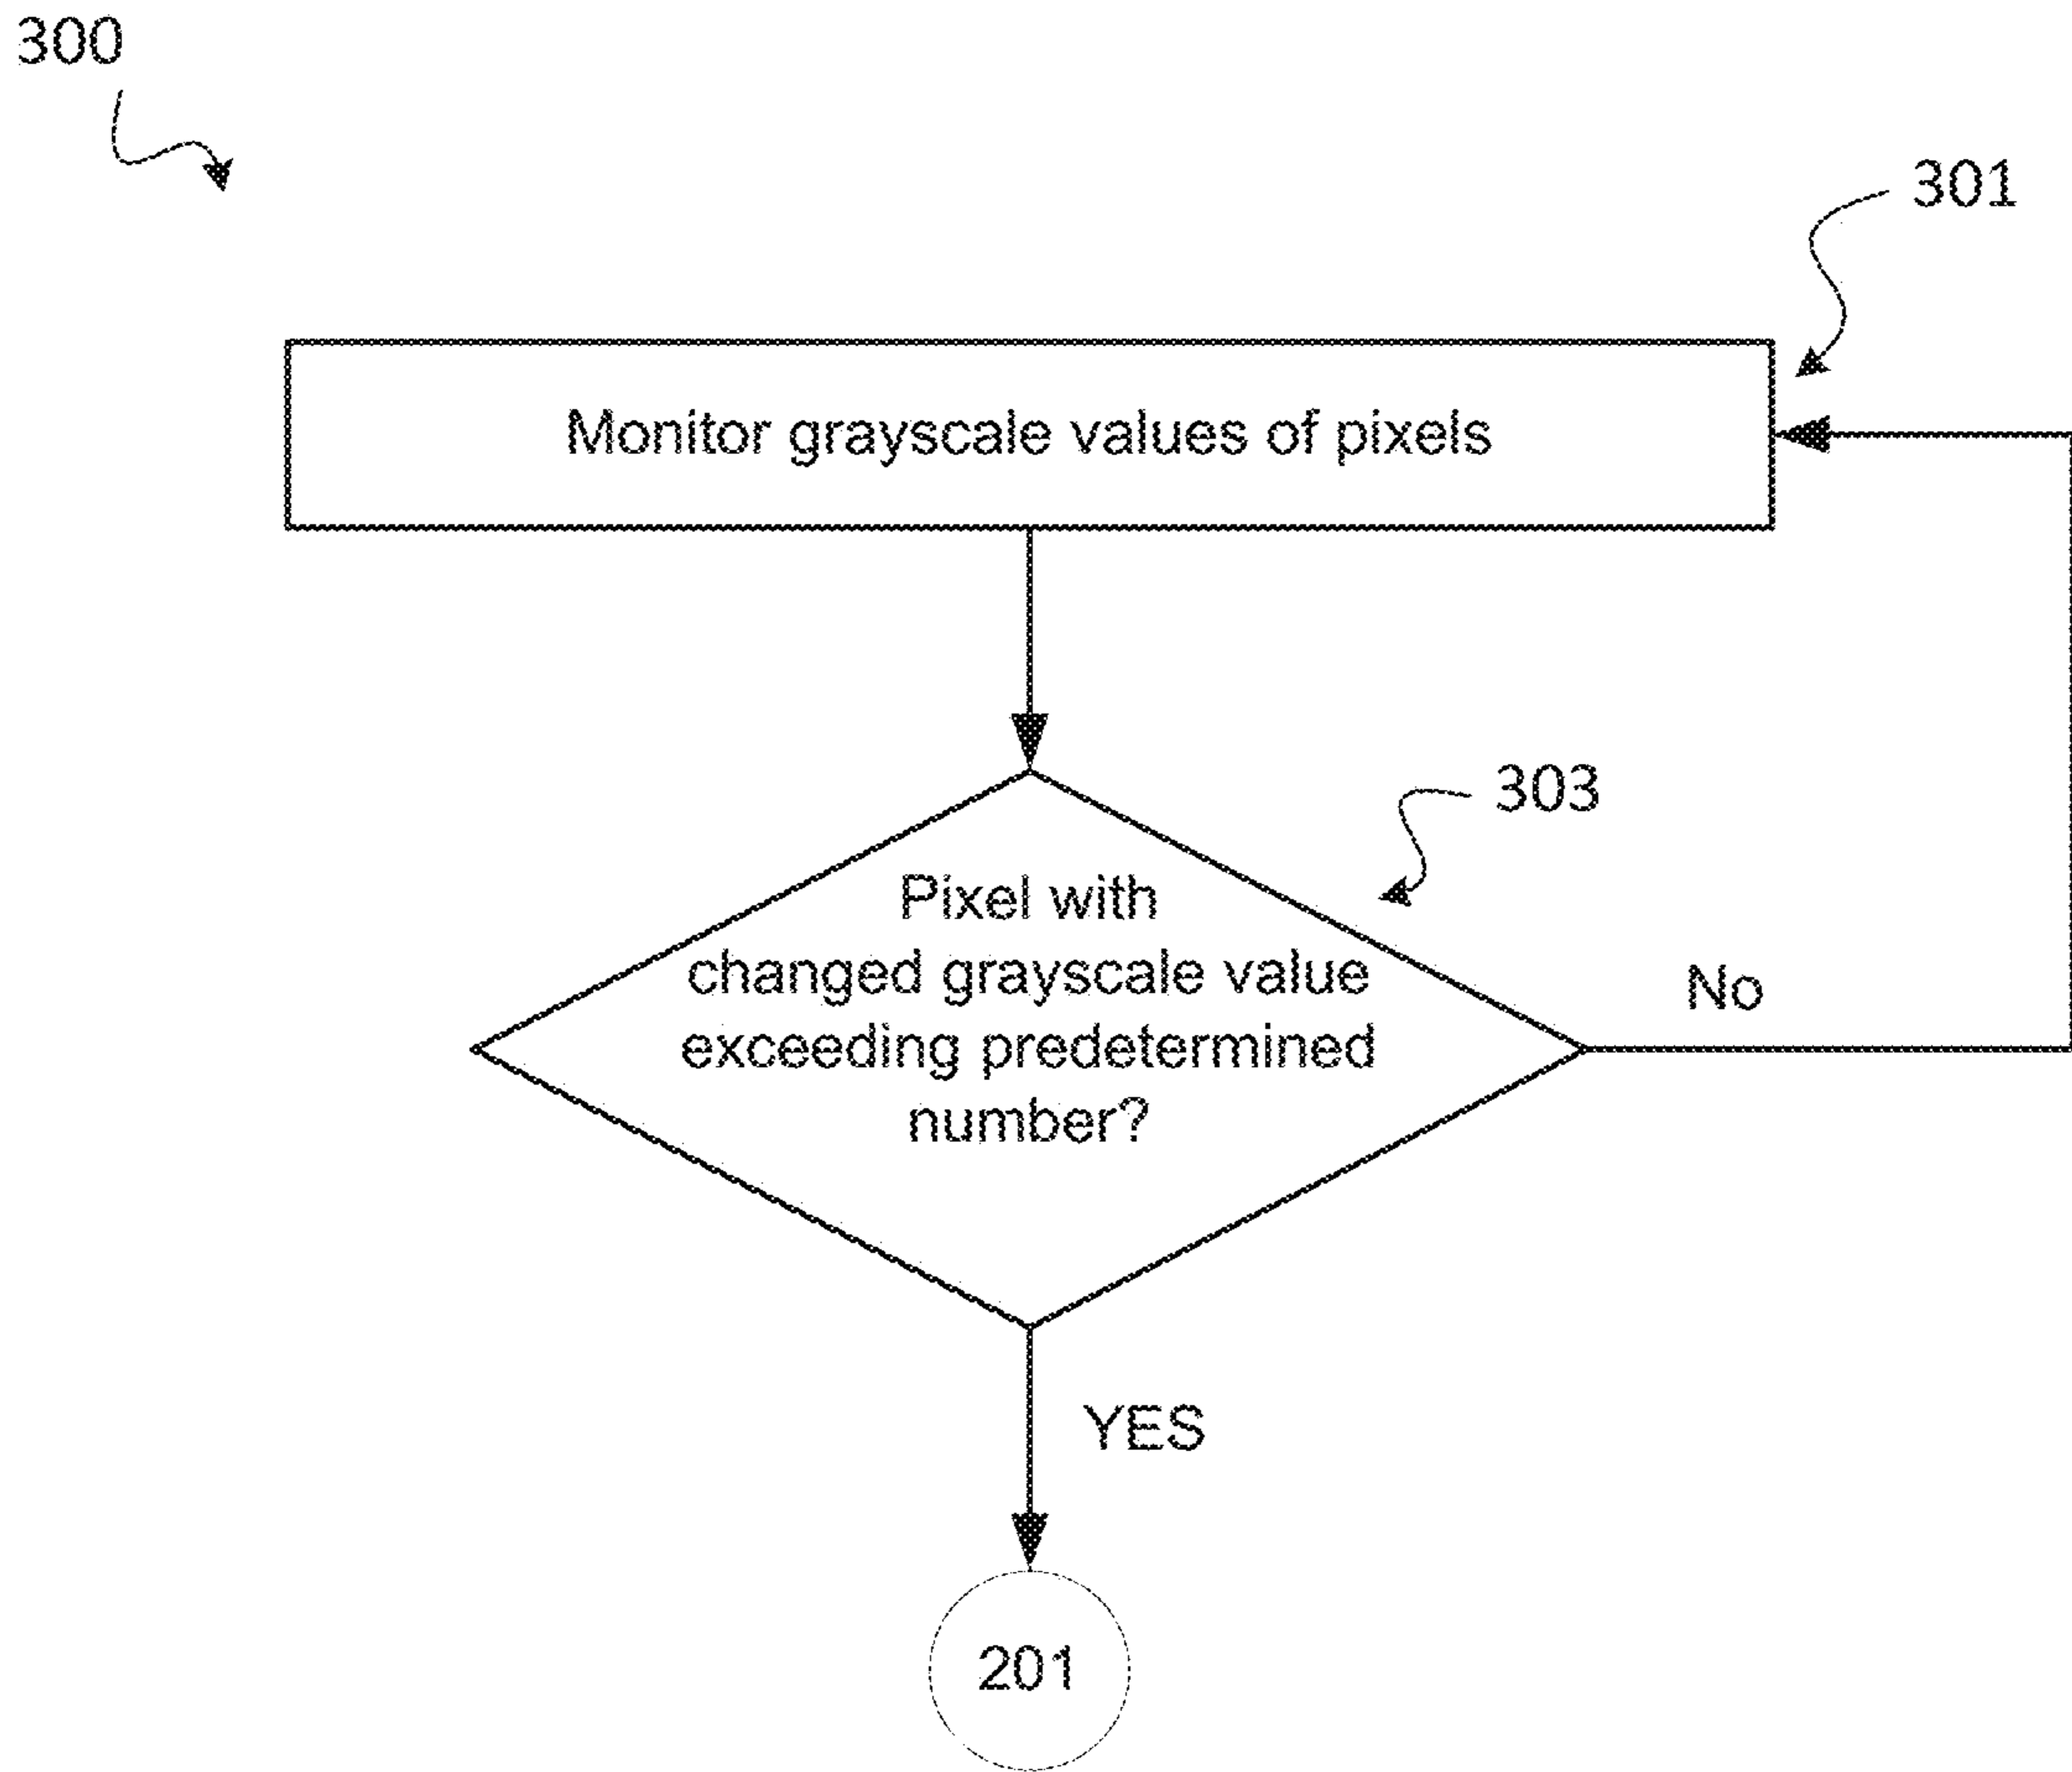 300
301
Monitor grayscale values of pixels
303
Pixel with
changed grayscale value
exceeding predetermined
number?
No
YES
201